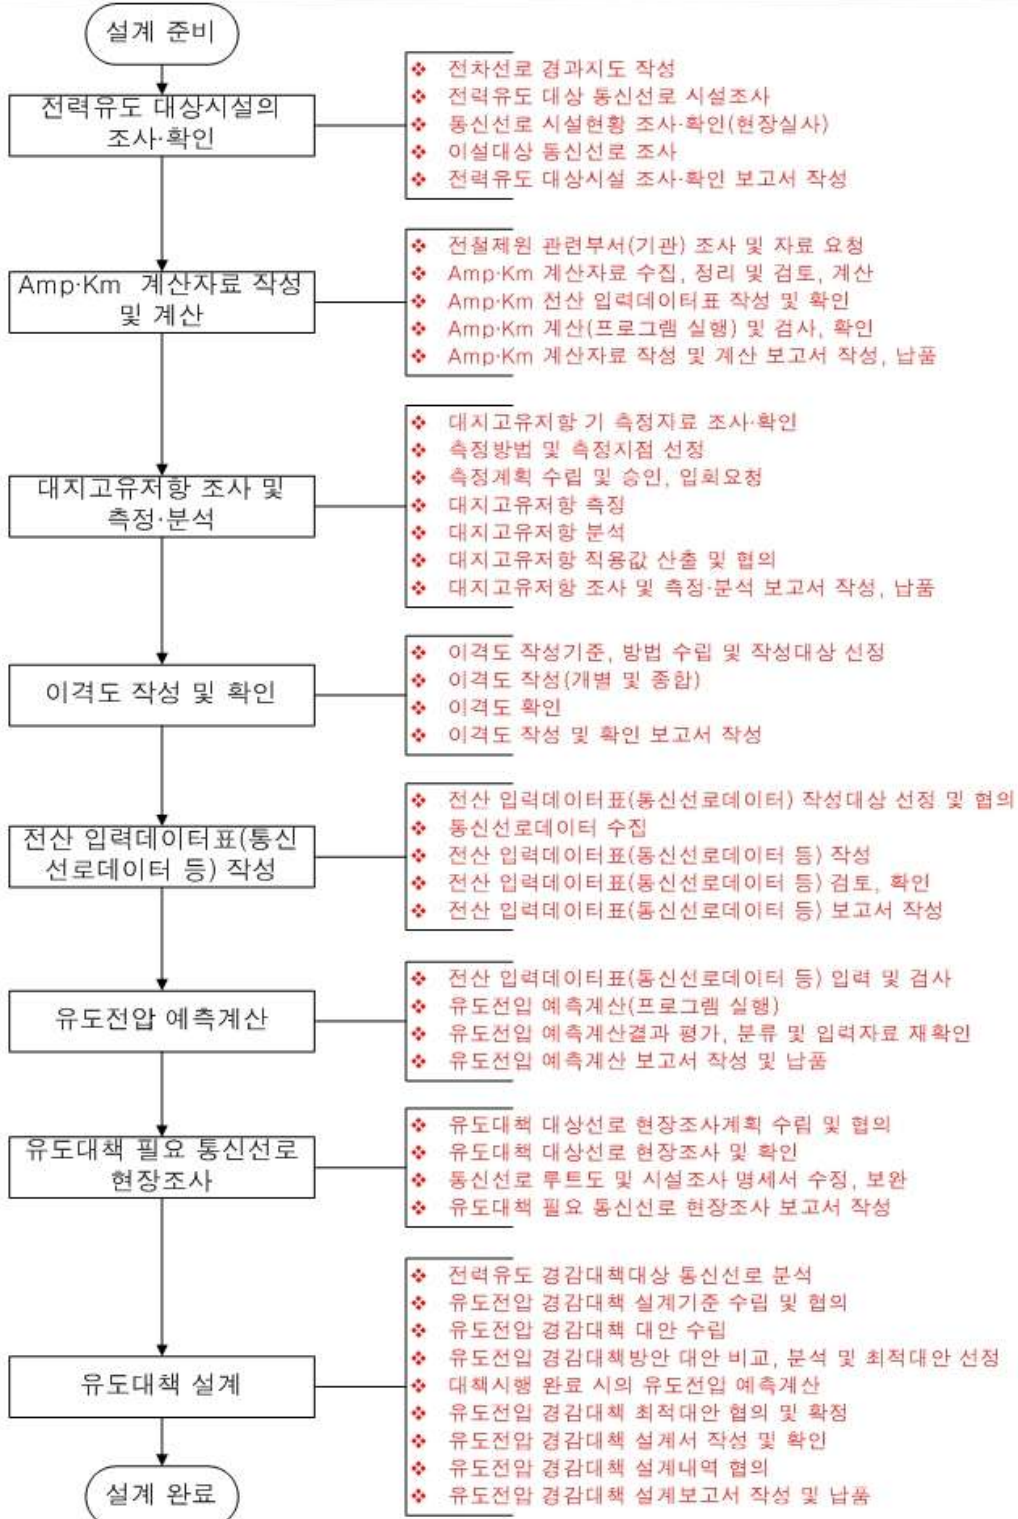 설계 준비
전력유도 대상시설의
조사·확인
❖ 전차선로 경과지도 작성
❖ 전력유도 대상 통신선로 시설조사
❖ 통신선로 시설현황 조사·확인(현장실사)
❖ 이설대상 통신선로 조사
❖ 전력유도 대상시설 조사·확인 보고서 작성
Amp·Km 계산자료 작성
및 계산
❖ 전철제원 관련부서(기관) 조사 및 자료 요청
❖ Amp·Km 계산자료 수집, 정리 및 검토, 계산
❖ Amp·Km 전산 입력데이터표 작성 및 확인
❖ Amp·Km 계산(프로그램 실행) 및 검사, 확인
❖ Amp·Km 계산자료 작성 및 계산 보고서 작성, 납품
대지고유저항 조사 및
측정·분석
❖ 대지고유저항 기 측정자료 조사·확인
❖ 측정방법 및 측정지점 선정
❖ 측정계획 수립 및 승인, 입회요청
❖ 대지고유저항 측정
❖ 대지고유저항 분석
❖ 대지고유저항 적용값 산출 및 협의
❖ 대지고유저항 조사 및 측정·분석 보고서 작성, 납품
이격도 작성 및 확인
❖ 이격도 작성기준, 방법 수립 및 작성대상 선정
❖ 이격도 작성(개별 및 종합)
❖ 이격도 확인
❖ 이격도 작성 및 확인 보고서 작성
전산 입력데이터표(통신
선로데이터 등) 작성
❖ 전산 입력데이터표(통신선로데이터) 작성대상 선정 및 협의
❖ 통신선로데이터 수집
❖ 전산 입력데이터표(통신선로데이터 등) 작성
❖ 전산 입력데이터표(통신선로데이터 등) 검토, 확인
❖ 전산 입력데이터표(통신선로데이터 등) 보고서 작성
유도전압 예측계산
❖ 전산 입력데이터표(통신선로데이터 등) 입력 및 검사
❖ 유도전압 예측계산(프로그램 실행)
❖ 유도전압 예측계산결과 평가, 분류 및 입력자료 재확인
❖ 유도전압 예측계산 보고서 작성 및 납품
유도대책 필요 통신선로
현장조사
❖ 유도대책 대상선로 현장조사계획 수립 및 협의
❖ 유도대책 대상선로 현장조사 및 확인
❖ 통신선로 루트도 및 시설조사 명세서 수정, 보완
❖ 유도대책 필요 통신선로 현장조사 보고서 작성
유도대책 설계
❖ 전력유도 경감대책대상 통신선로 분석
❖ 유도전압 경감대책 설계기준 수립 및 협의
❖ 유도전압 경감대책 대안 수립
❖ 유도전입 경감대책방안 대안 비교, 분석 및 최적대안 선정
❖ 대책시행 완료 시의 유도전압 예측계산
❖ 유도전압 경감대책 최적대안 협의 및 확정
❖ 유도전압 경감대책 설계서 작성 및 확인
❖ 유도전압 경감대책 설계내역 협의
❖ 유도전압 경감대책 설계보고서 작성 및 납품
설계 완료